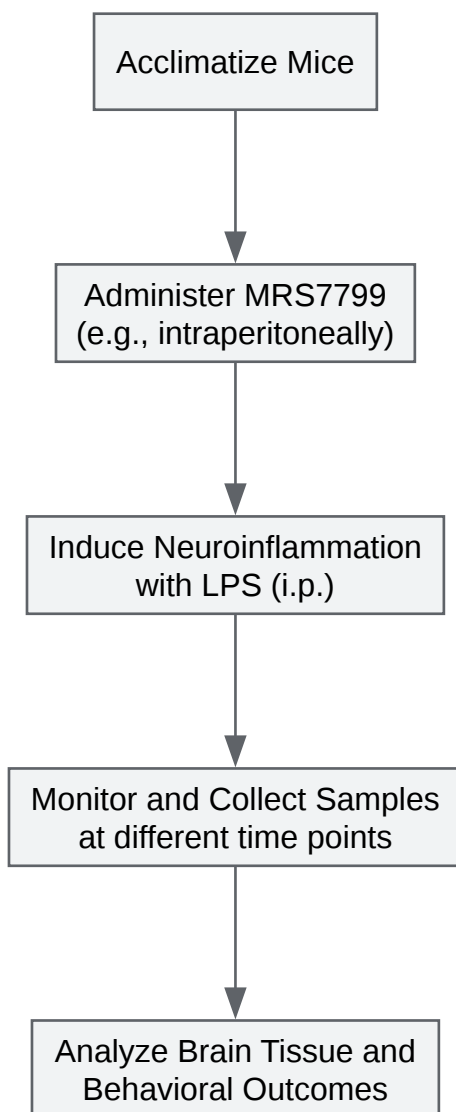 Acclimatize Mice
Administer MRS7799
(e.g., intraperitoneally)
Induce Neuroinflammation
with LPS (i.p.)
Monitor and Collect Samples
at different time points
Analyze Brain Tissue and
Behavioral Outcomes